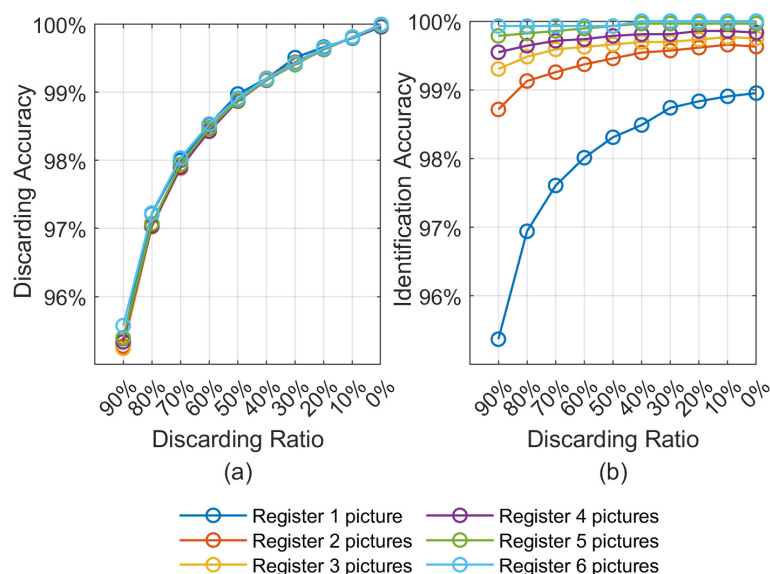 100%
99%
98%
97%
96%
Discarding Accuracy
90% 80% 70% 60% 50% 40% 30% 20% 10% 0%
Discarding Ratio
(a)
100%
99%
98%
97%
96%
Identification Accuracy
90% 80% 70% 60% 50% 40% 30% 20% 10% 0%
Discarding Ratio
(b)
Register 1 picture
Register 2 pictures
Register 3 pictures
Register 4 pictures
Register 5 pictures
Register 6 pictures